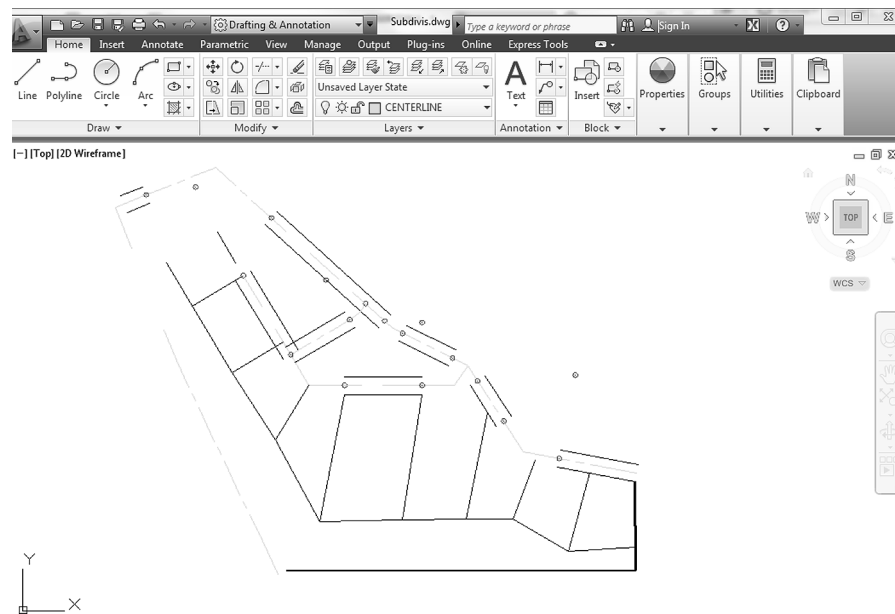 Drafting & Annotation
Subdivis.dwg
Type a keyword or phrase
Sign In
Home Insert Annotate Parametric View Manage Output Plug-ins Online Express Tools
Line Polyline Circle Arc
Unsaved Layer State
CENTERLINE
Text Insert Properties Groups Utilities Clipboard
Draw Modify Layers Annotation Block
[−] [Top] [2D Wireframe]
N
W TOP E
S
WCS
Y
X